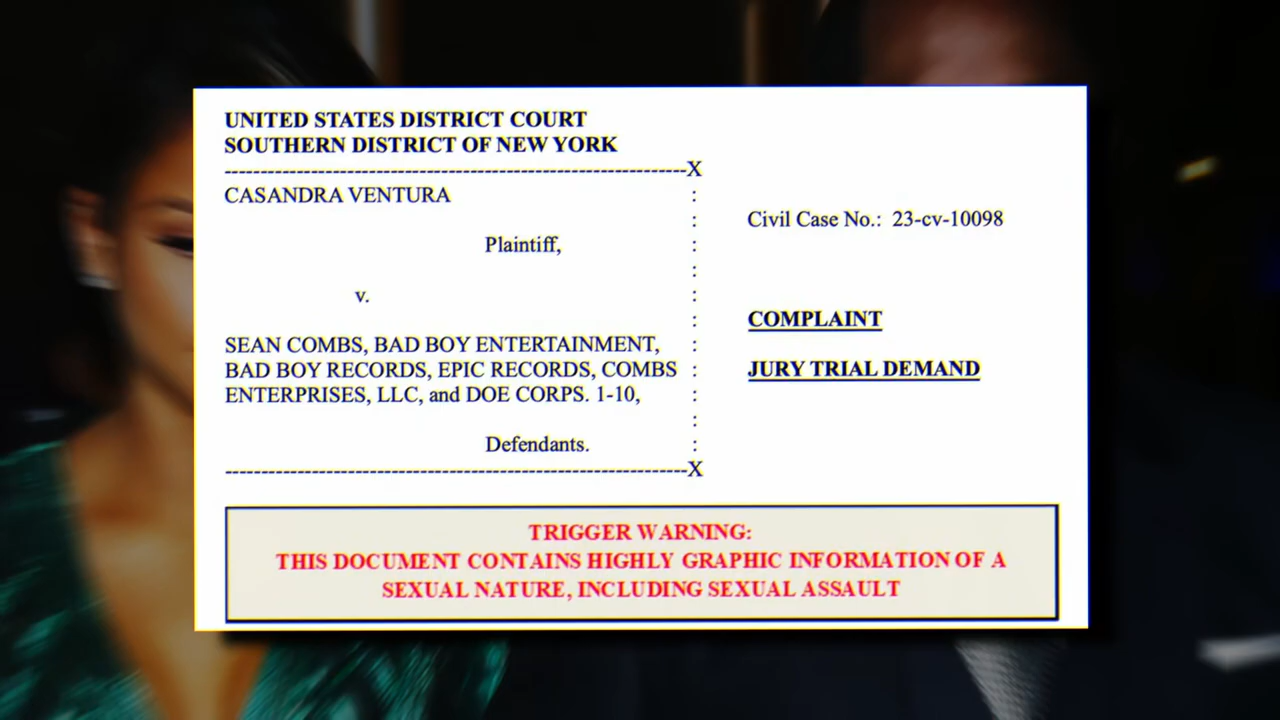 UNITED STATES DISTRICT COURT
SOUTHERN DISTRICT OF NEW YORK
----------------------------------------------------------------X
CASANDRA VENTURA :
: Civil Case No.: 23-cv-10098
Plaintiff, :
:
v. :
: COMPLAINT
SEAN COMBS, BAD BOY ENTERTAINMENT, :
BAD BOY RECORDS, EPIC RECORDS, COMBS : JURY TRIAL DEMAND
ENTERPRISES, LLC, and DOE CORPS. 1-10, :
:
Defendants. :
----------------------------------------------------------------X
TRIGGER WARNING:
THIS DOCUMENT CONTAINS HIGHLY GRAPHIC INFORMATION OF A
SEXUAL NATURE, INCLUDING SEXUAL ASSAULT